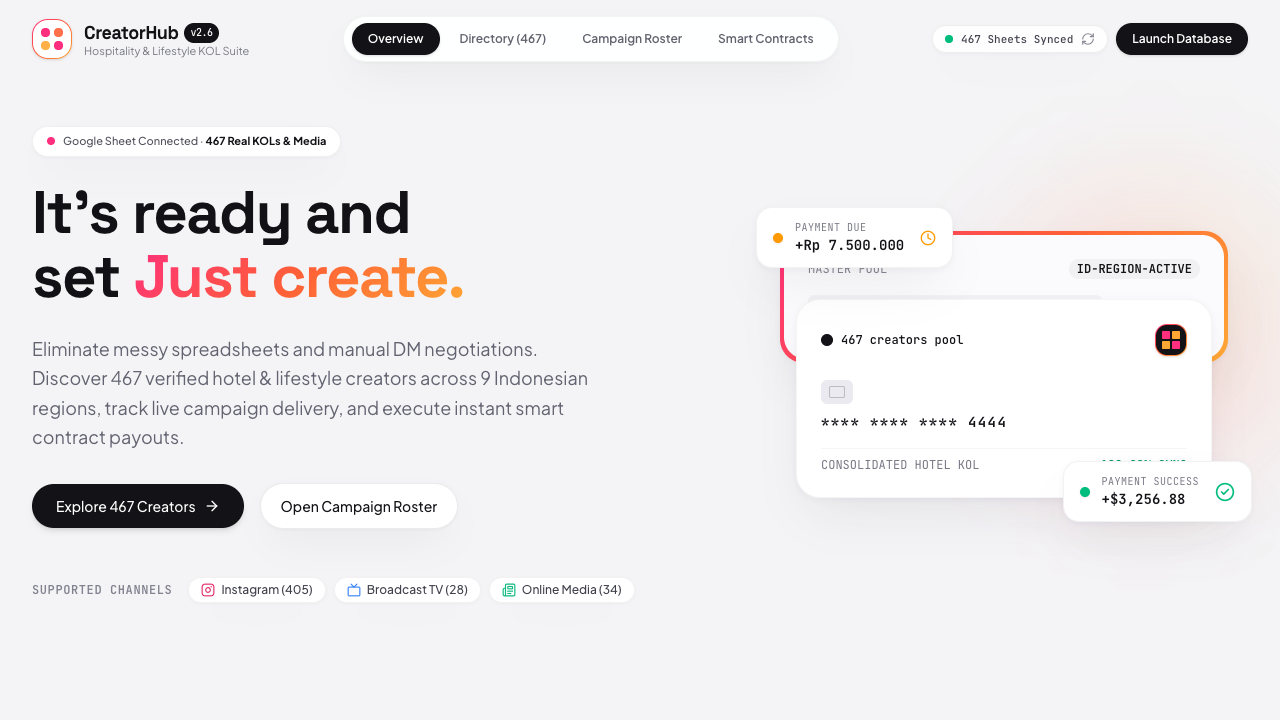 CreatorHub v2.6
Hospitality & Lifestyle KOL Suite
Overview
Directory (467)
Campaign Roster
Smart Contracts
467 Sheets Synced
Launch Database
Google Sheet Connected · 467 Real KOLs & Media
It's ready and
set Just create.
Eliminate messy spreadsheets and manual DM negotiations.
Discover 467 verified hotel & lifestyle creators across 9 Indonesian
regions, track live campaign delivery, and execute instant smart
contract payouts.
Explore 467 Creators
Open Campaign Roster
SUPPORTED CHANNELS
Instagram (405)
Broadcast TV (28)
Online Media (34)
PAYMENT DUE
+Rp 7.500.000
MASTER POOL
ID-REGION-ACTIVE
467 creators pool
**** **** **** 4444
CONSOLIDATED HOTEL KOL
PAYMENT SUCCESS
+$3,256.88